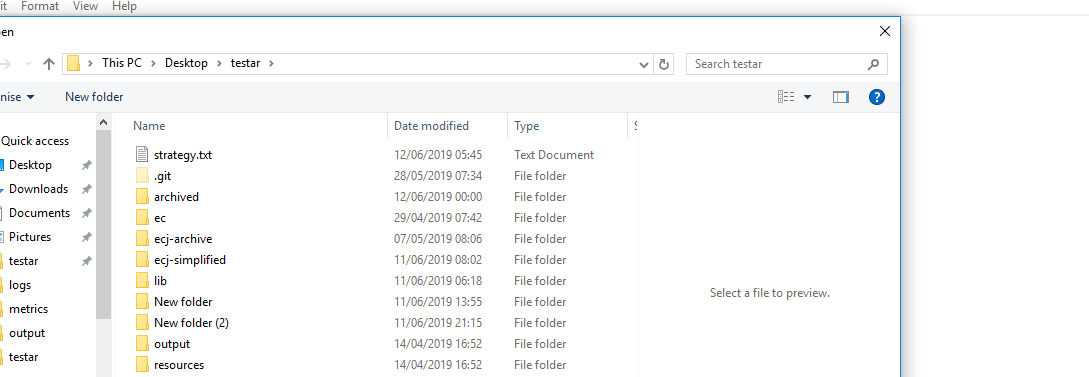 it Format View Help
en
This PC Desktop testar Search testar
nise New folder ?
Name Date modified Type S
Quick access
Desktop
Downloads
Documents
Pictures
testar
logs
metrics
output
testar
strategy.txt 12/06/2019 05:45 Text Document
.git 28/05/2019 07:34 File folder
archived 12/06/2019 00:00 File folder
ec 29/04/2019 07:42 File folder
ecj-archive 07/05/2019 08:06 File folder
ecj-simplified 11/06/2019 08:02 File folder
lib 11/06/2019 06:18 File folder
New folder 11/06/2019 13:55 File folder
New folder (2) 11/06/2019 21:15 File folder
output 14/04/2019 16:52 File folder
resources 14/04/2019 16:52 File folder
Select a file to preview.